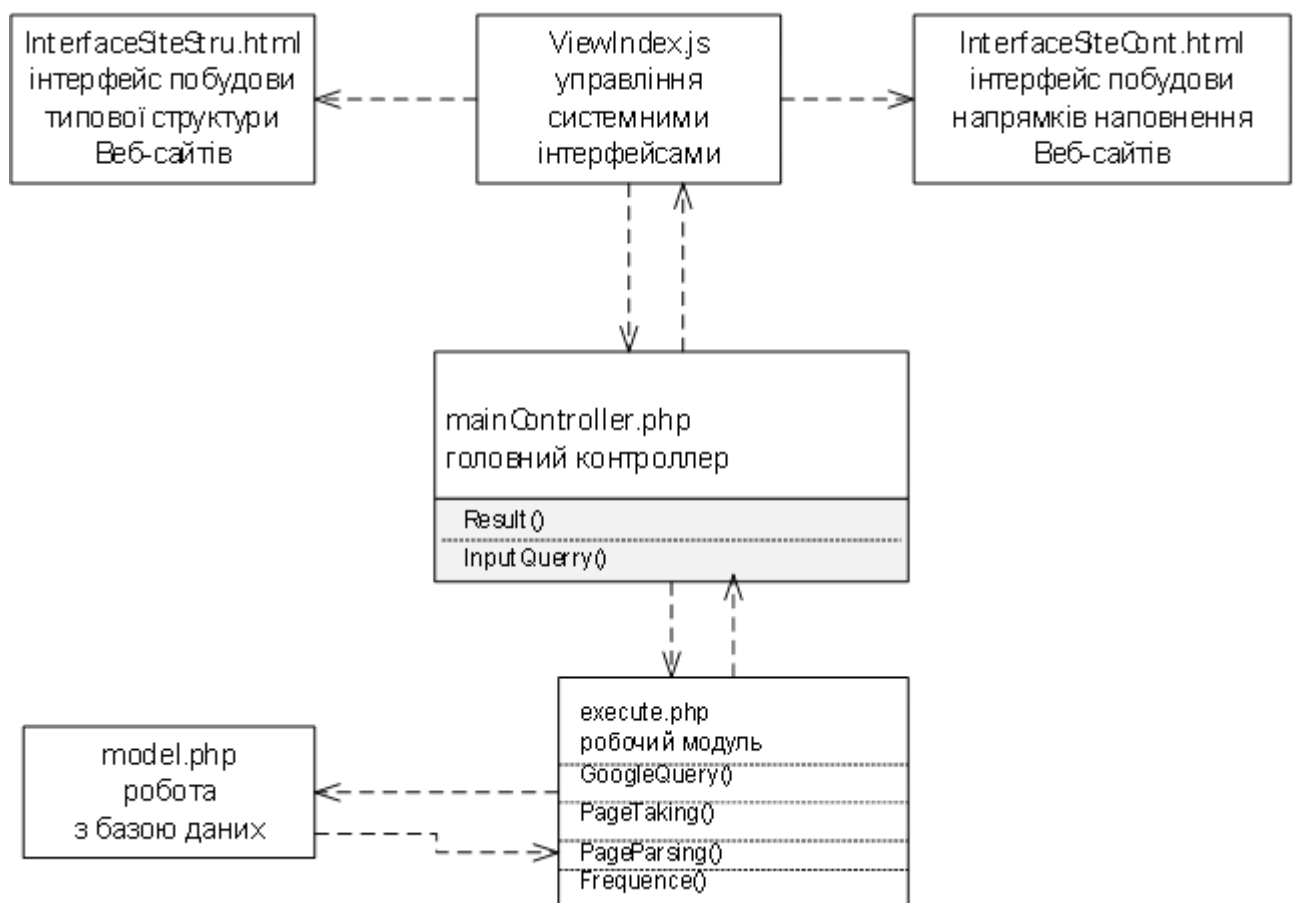 InterfaceSiteStru.html
інтерфейс побудови
типової структури
Веб-сайтів
ViewIndex.js
управління
системними
інтерфейсами
InterfaceSiteCont.html
інтерфейс побудови
напрямків наповнення
Веб-сайтів
mainController.php
головний контроллер
Result()
InputQuerry()
execute.php
робочий модуль
GoogleQuery()
PageTaking()
PageParsing()
Frequence()
model.php
робота
з базою даних